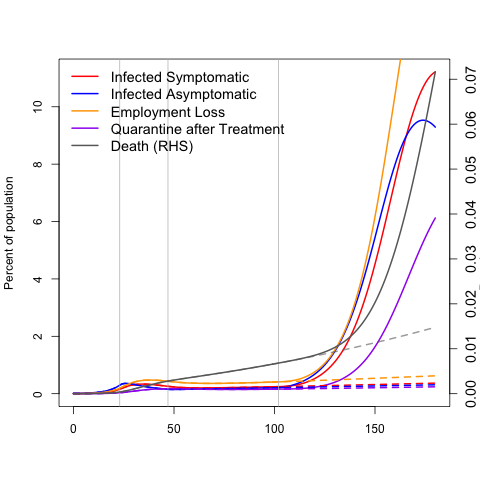 Infected Symptomatic
Infected Asymptomatic
Employment Loss
Quarantine after Treatment
Death (RHS)
Percent of population
10
8
6
4
2
0
0.07
0.06
0.05
0.04
0.03
0.02
0.01
0.00
0 50 100 150